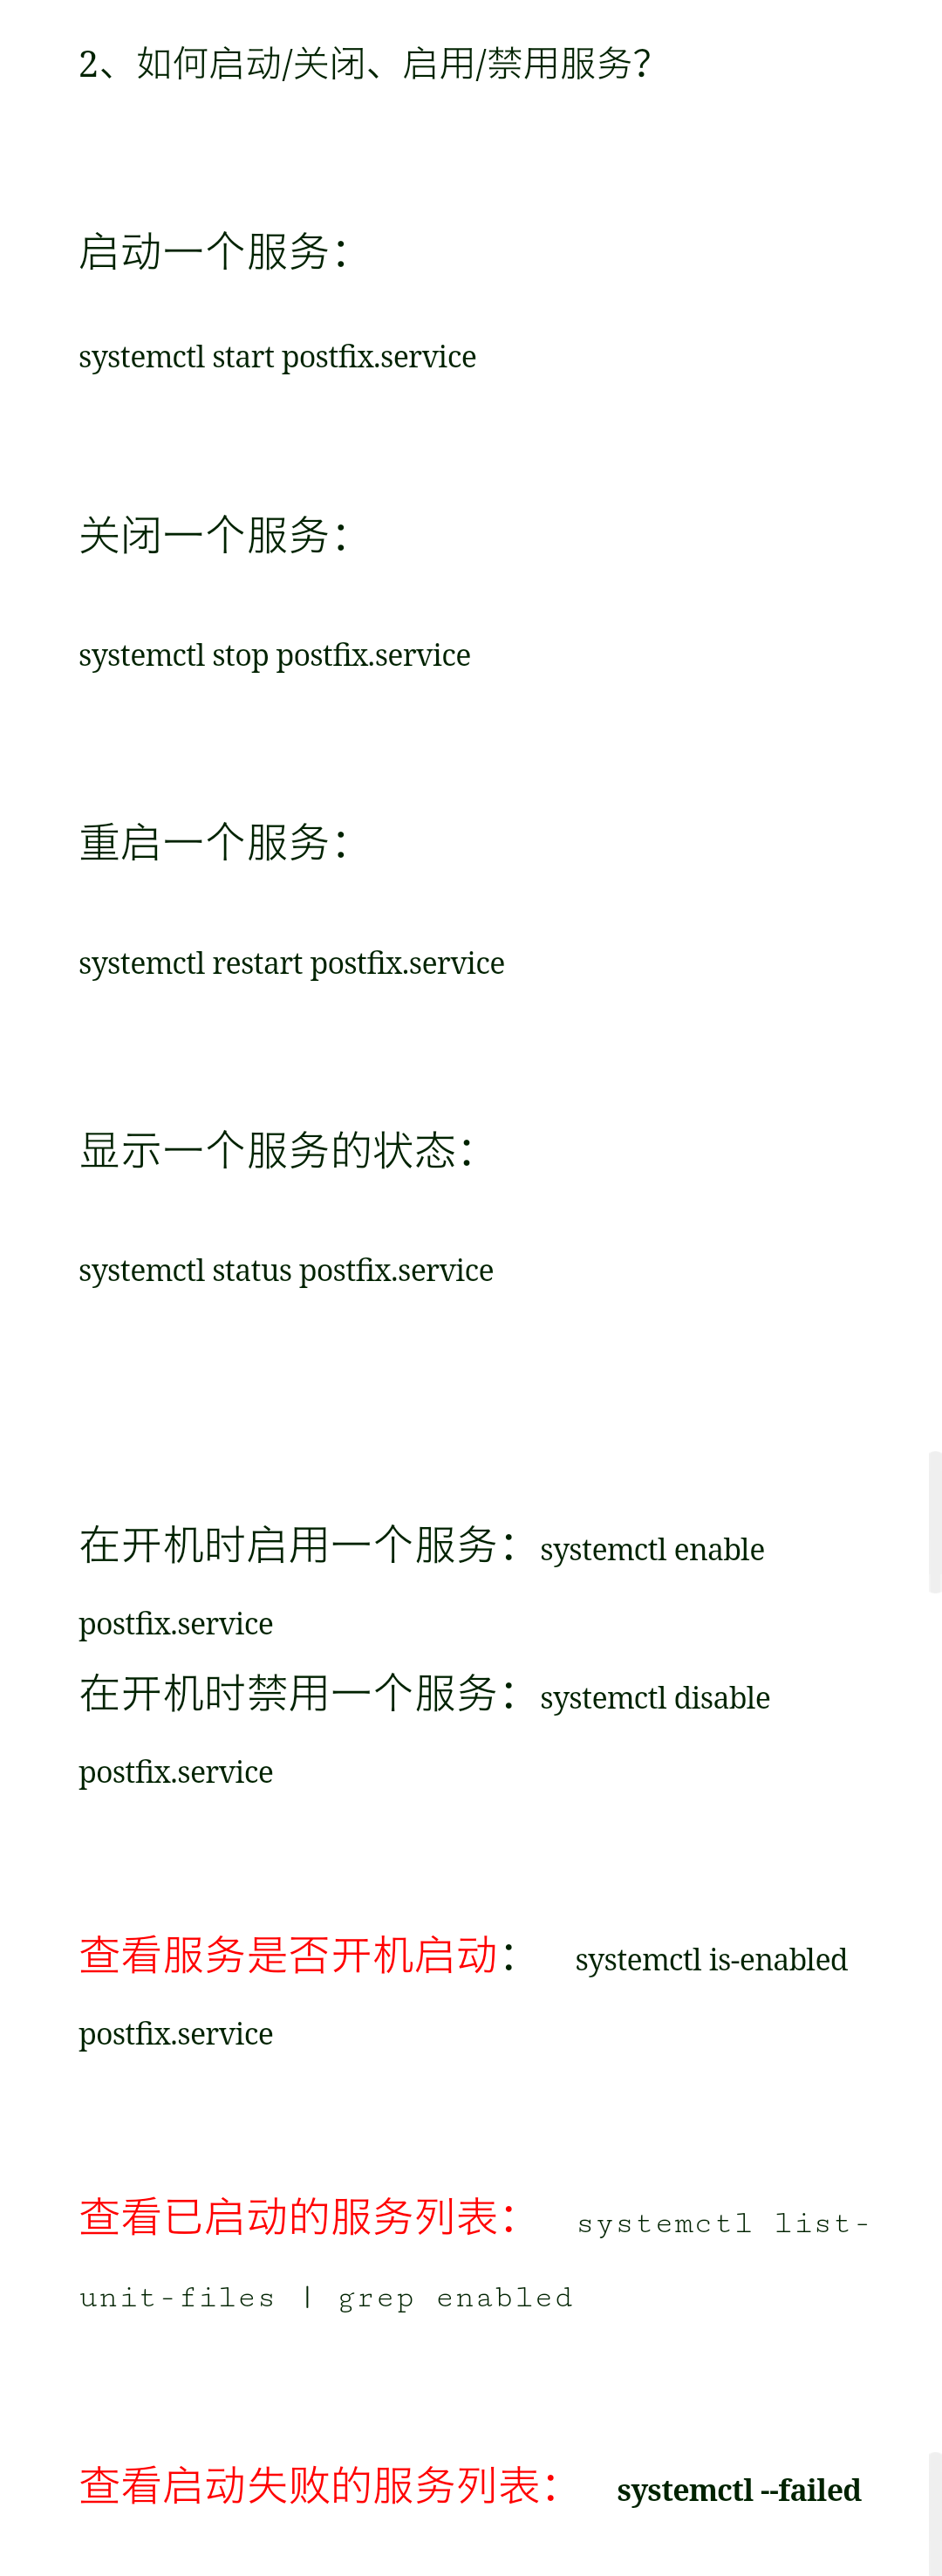 2、如何启动/关闭、启用/禁用服务?
启动一个服务：
systemctl start postfix.service
关闭一个服务：
systemctl stop postfix.service
重启一个服务：
systemctl restart postfix.service
显示一个服务的状态：
systemctl status postfix.service
在开机时启用一个服务：systemctl enable
postfix.service
在开机时禁用一个服务：systemctl disable
postfix.service
查看服务是否开机启动： systemctl is-enabled
postfix.service
查看已启动的服务列表： systemctl list-
unit-files | grep enabled
查看启动失败的服务列表： systemctl --failed